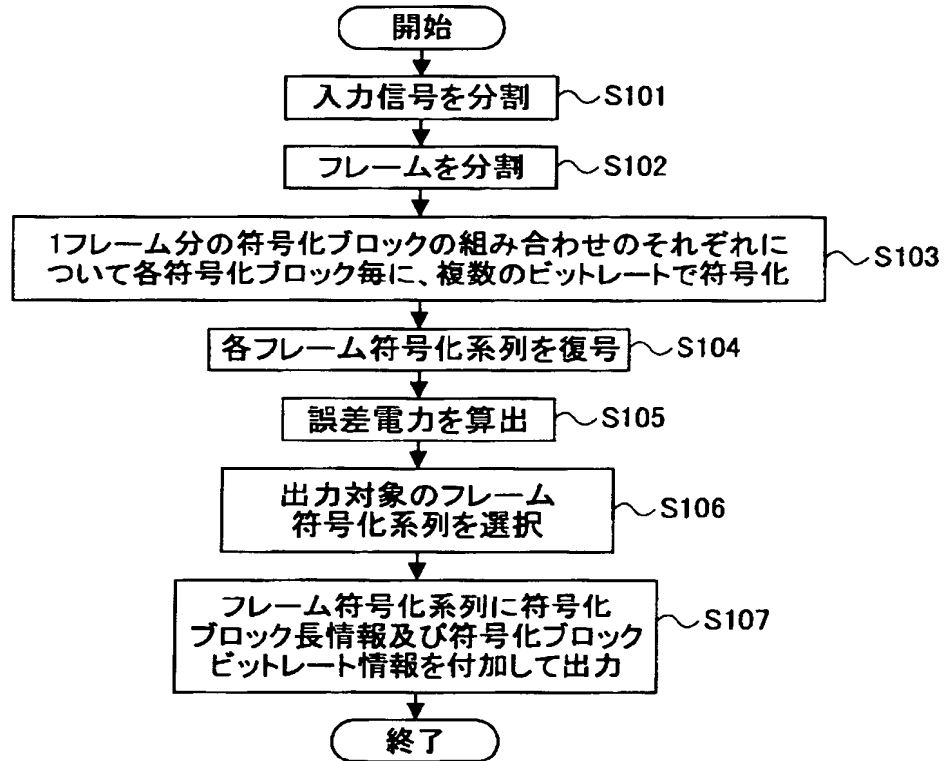 開始
入力信号を分割
S101
フレームを分割
S102
1フレーム分の符号化ブロックの組み合わせのそれぞれに
ついて各符号化ブロック毎に、複数のビットレートで符号化
S103
各フレーム符号化系列を復号
S104
誤差電力を算出
S105
出力対象のフレーム
符号化系列を選択
S106
フレーム符号化系列に符号化
ブロック長情報及び符号化ブロック
ビットレート情報を付加して出力
S107
終了